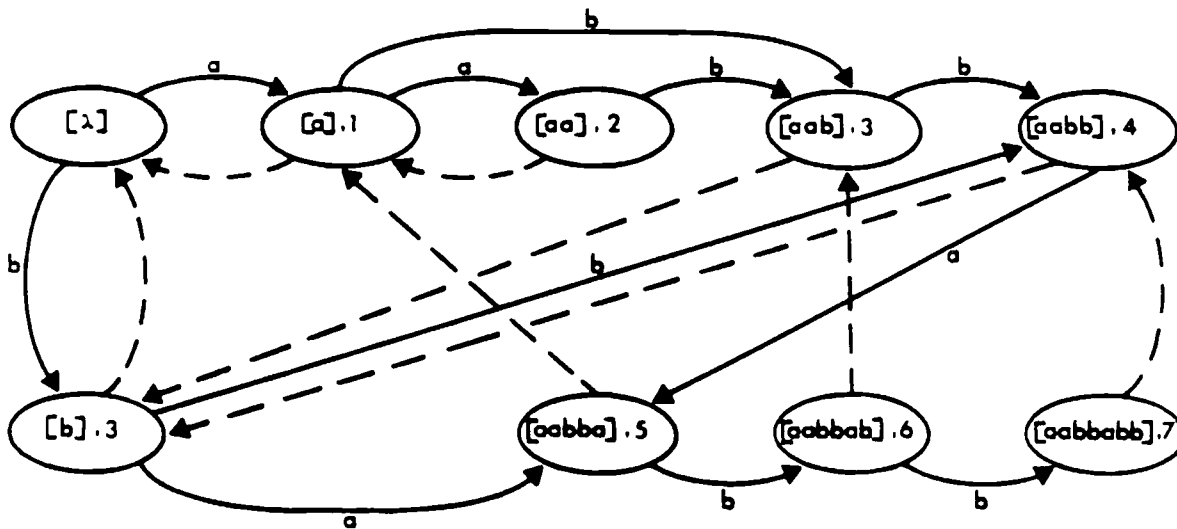 b
a a b b
[λ] [a].1 [aa].2 [aab].3 [aabb].4
b b a
[b].3 [aabba].5 [aabbab].6 [aabbabb].7
a b b